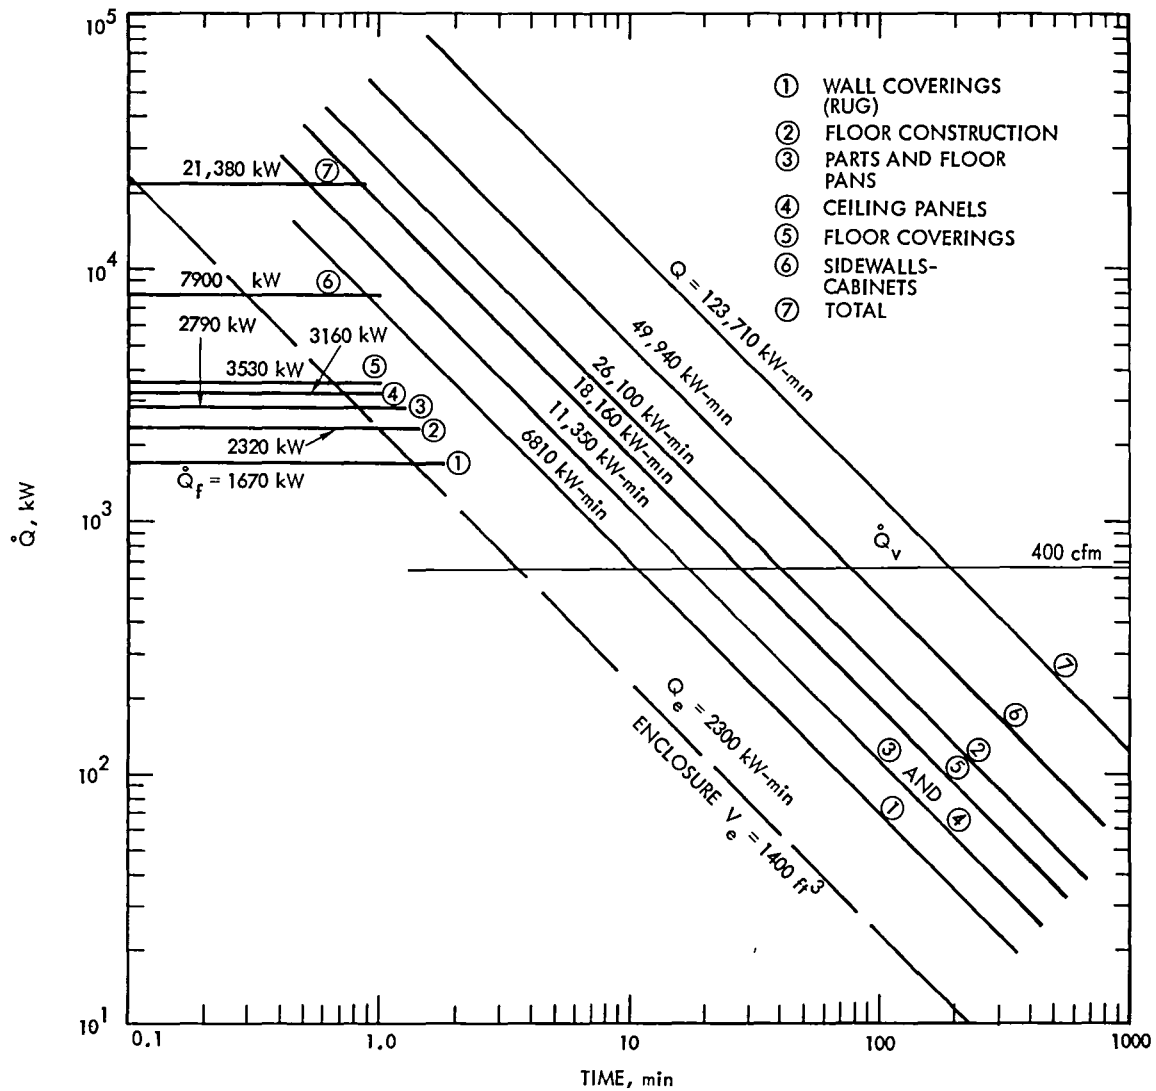 10^5
10^4
10^3
10^2
10^1
Q̇, kW
0.1
1.0
10
100
1000
TIME, min
① WALL COVERINGS
(RUG)
② FLOOR CONSTRUCTION
③ PARTS AND FLOOR
PANS
④ CEILING PANELS
⑤ FLOOR COVERINGS
⑥ SIDEWALLS-
CABINETS
⑦ TOTAL
21,380 kW
⑦
7900 kW
⑥
2790 kW
3160 kW
3530 kW
⑤
④
③
②
2320 kW
①
Q̇f = 1670 kW
Q = 123,710 kW-min
49,940 kW-min
26,100 kW-min
18,160 kW-min
11,350 kW-min
6810 kW-min
Q̇v
400 cfm
Qe = 2300 kW-min
ENCLOSURE Ve = 1400 ft³
⑦
⑥
②
⑤
③ AND ④
①